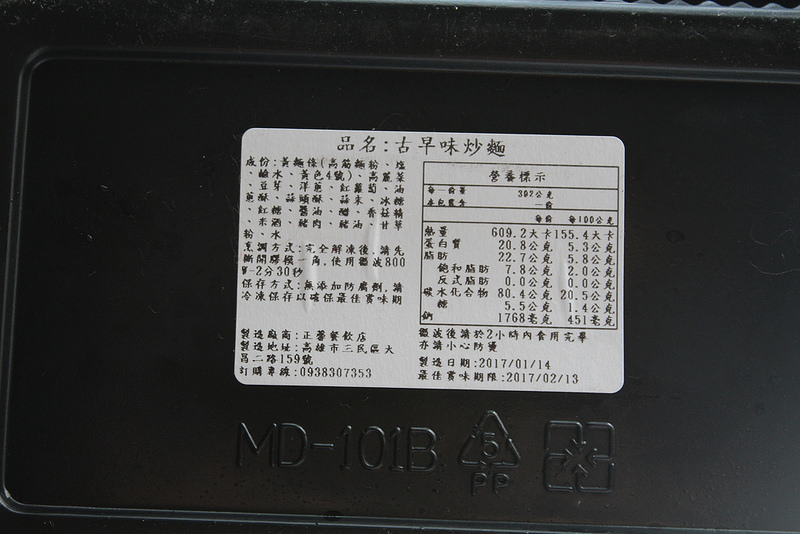 品名:古早味炒麵
成份:黃麵條(高筋麵粉、塩
、鹼水、黃色4號)、高麗菜
、豆芽、洋蔥、紅蘿蔔、油
蔥酥、蒜頭酥、蒜末、冰糖
、紅糖、醬油、醋、香菇精
、米酒、豬肉、豬油、甘草
粉、水
烹調方式:完全解凍後,請先
撕開膠模一角,使用微波800
W-2分30秒
保存方式:無添加防腐劑,請
冷凍保存以確保最佳賞味期
製造廠商:正馨餐飲店
製造地址:高雄市三民區大
昌二路159號
訂購專線:0938307353
營養標示
每一份量 392公克
本包裝含 一份
每份 每100公克
熱量 609.2大卡 155.4大卡
蛋白質 20.8公克 5.3公克
脂肪 22.7公克 5.8公克
飽和脂肪 7.8公克 2.0公克
反式脂肪 0.0公克 0.0公克
碳水化合物 80.4公克 20.5公克
糖 5.5公克 1.4公克
鈉 1768毫克 451毫克
微波後請於2小時內食用完畢
亦請小心防燙
製造日期:2017/01/14
最佳賞味期限:2017/02/13
MD-101B
5
PP